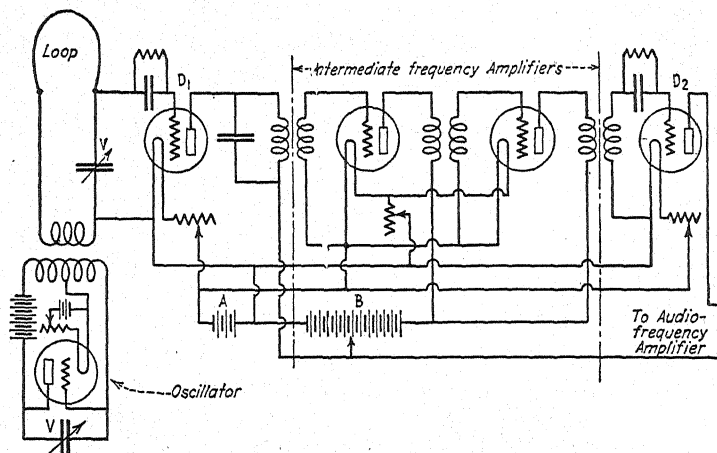 Loop
D1
Intermediate frequency Amplifiers
D2
V
A
B
To Audio-
frequency
Amplifier
Oscillator
V